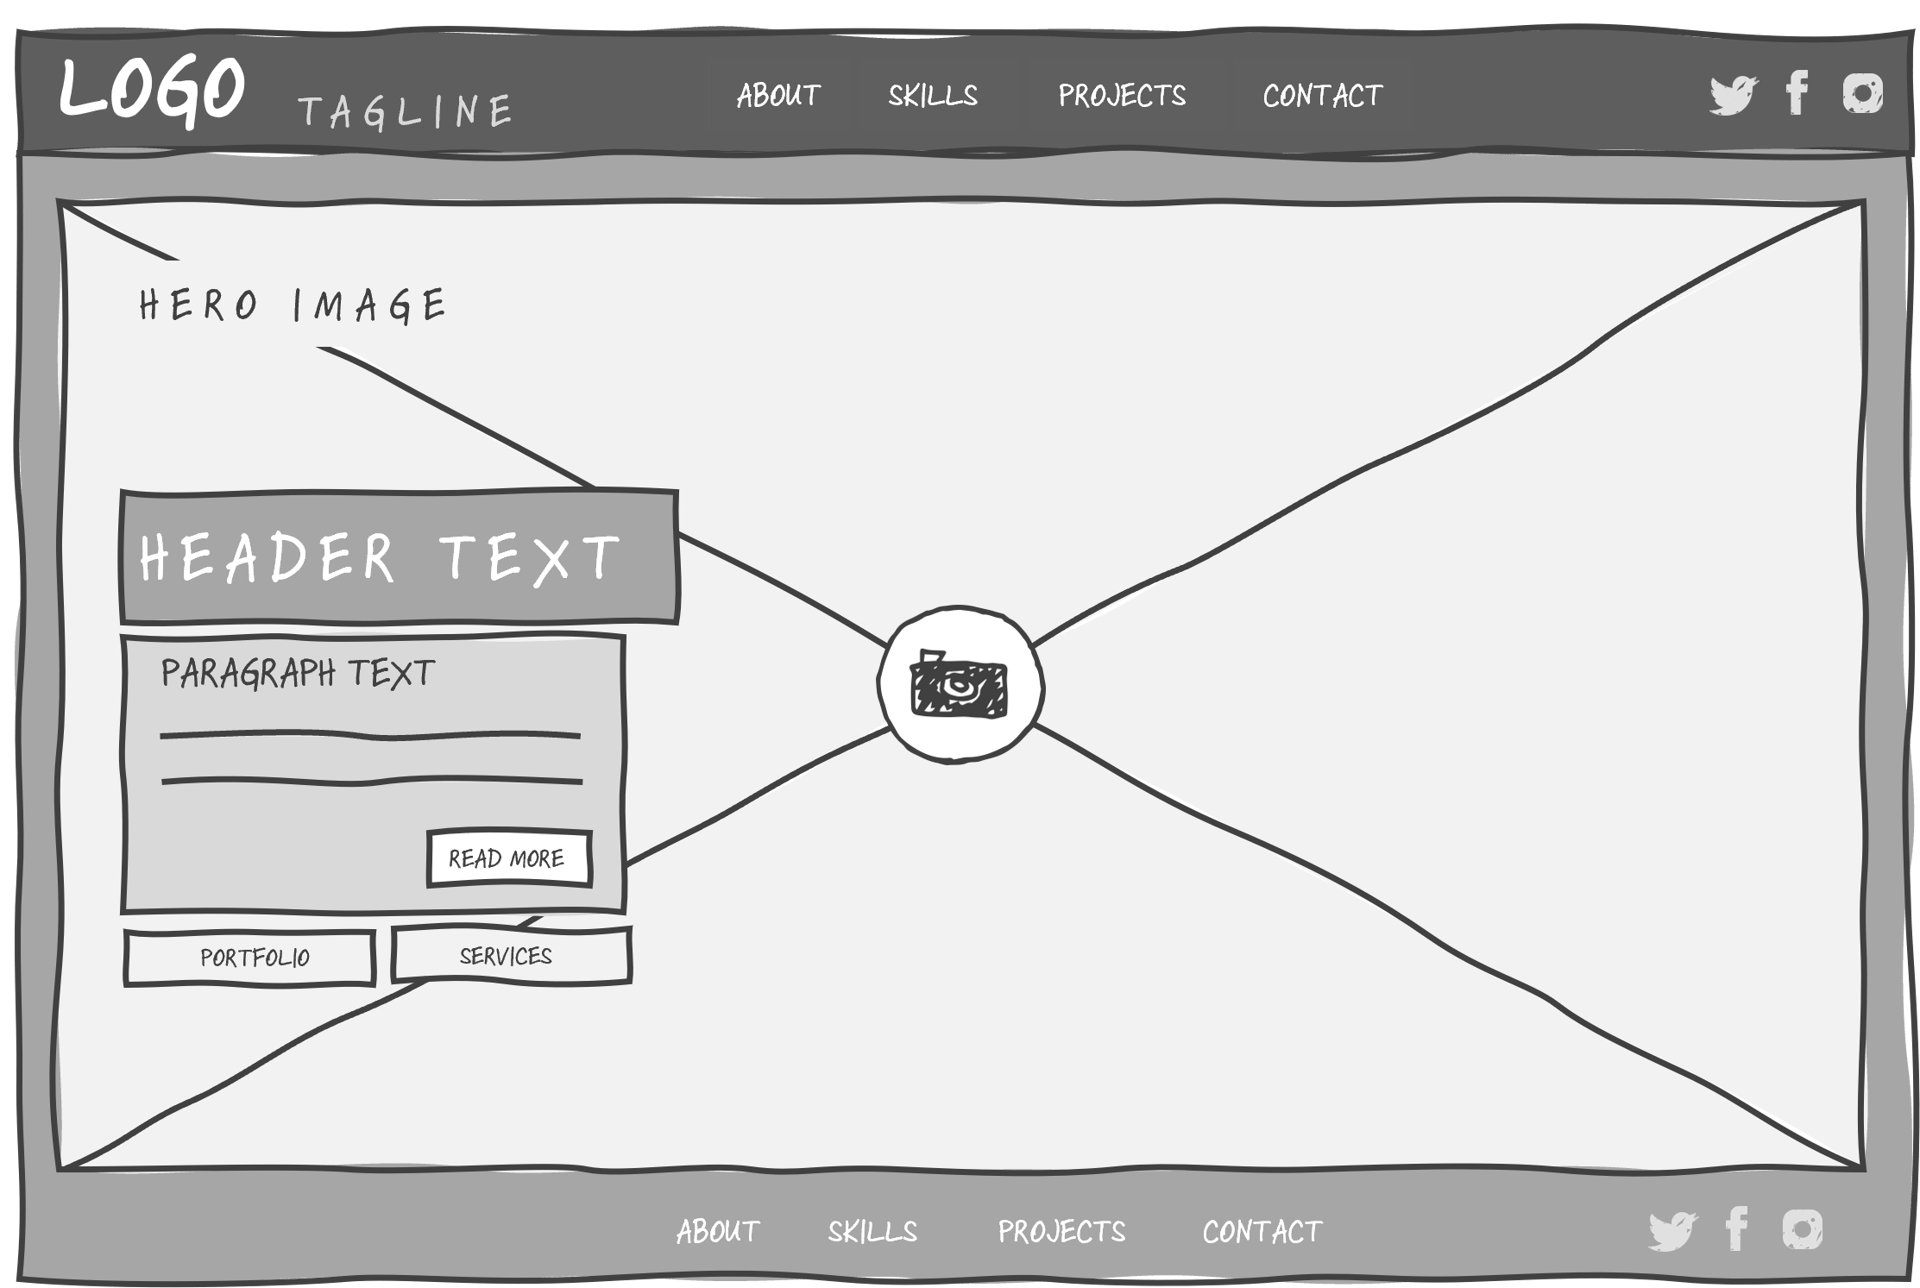 LOGO TAGLINE ABOUT SKILLS PROJECTS CONTACT
HERO IMAGE
HEADER TEXT
PARAGRAPH TEXT
READ MORE
PORTFOLIO SERVICES
ABOUT SKILLS PROJECTS CONTACT